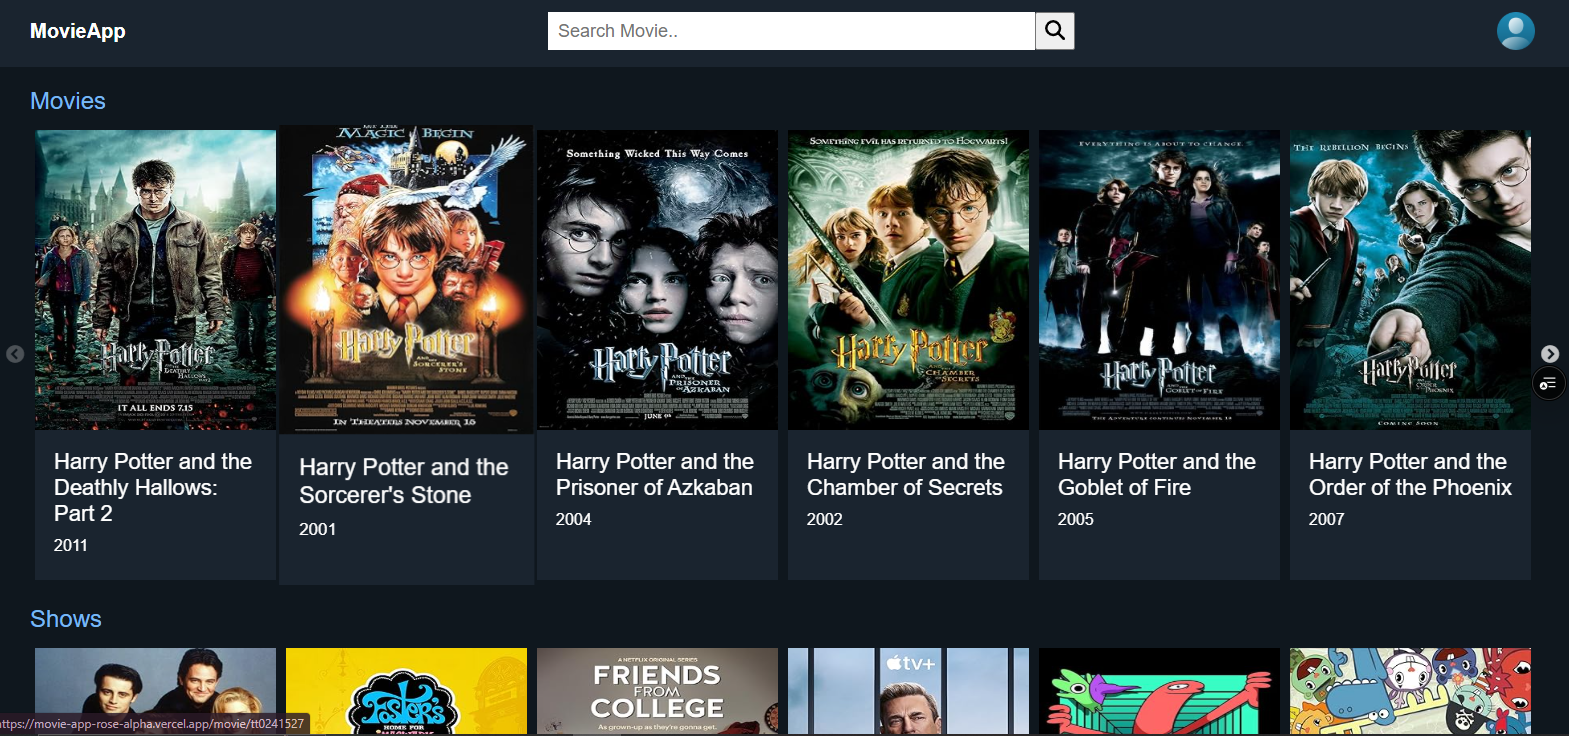 MovieApp
Search Movie..
Movies
MAGIC BEGIN
Harry Potter
AND THE
DEATHLY HALLOWS
IT ALL ENDS 7.15
Harry Potter
AND THE
SORCERER'S STONE
IN THEATERS NOVEMBER 16
Something Wicked This Way Comes
Harry Potter
AND THE
PRISONER OF AZKABAN
JUNE 04
SOMETHING EVIL HAS RETURNED TO HOGWARTS!
Harry Potter
AND THE
CHAMBER OF SECRETS
EVERYTHING IS ABOUT TO CHANGE
Harry Potter
AND THE
GOBLET OF FIRE
THE REBELLION BEGINS
Harry Potter
AND THE
ORDER OF THE PHOENIX
COMING SOON
Harry Potter and the
Deathly Hallows:
Part 2
2011
Harry Potter and the
Sorcerer's Stone
2001
Harry Potter and the
Prisoner of Azkaban
2004
Harry Potter and the
Chamber of Secrets
2002
Harry Potter and the
Goblet of Fire
2005
Harry Potter and the
Order of the Phoenix
2007
Shows
Foster's
HOME FOR
A NETFLIX ORIGINAL SERIES
FRIENDS
FROM
COLLEGE
As grown-up as they're gonna get.
tv+
ttps://movie-app-rose-alpha.vercel.app/movie/tt0241527